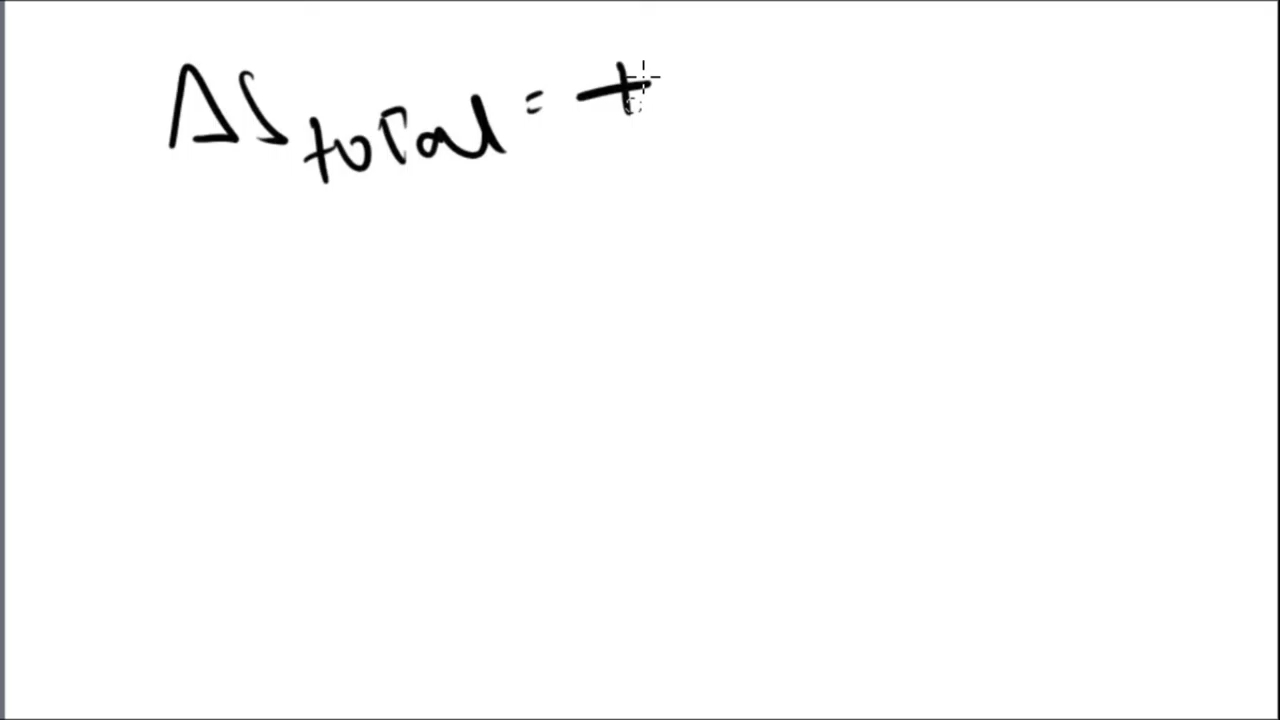 ΔS total = +